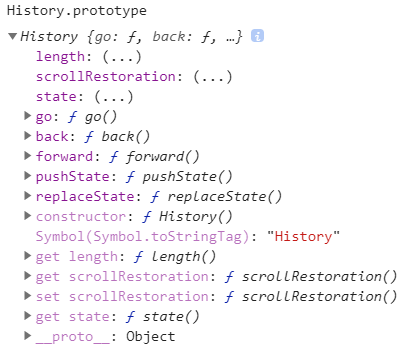 History.prototype
History {go: ƒ, back: ƒ, …}
length: (...)
scrollRestoration: (...)
state: (...)
go: ƒ go()
back: ƒ back()
forward: ƒ forward()
pushState: ƒ pushState()
replaceState: ƒ replaceState()
constructor: ƒ History()
Symbol(Symbol.toStringTag): "History"
get length: ƒ length()
get scrollRestoration: ƒ scrollRestoration()
set scrollRestoration: ƒ scrollRestoration()
get state: ƒ state()
__proto__: Object